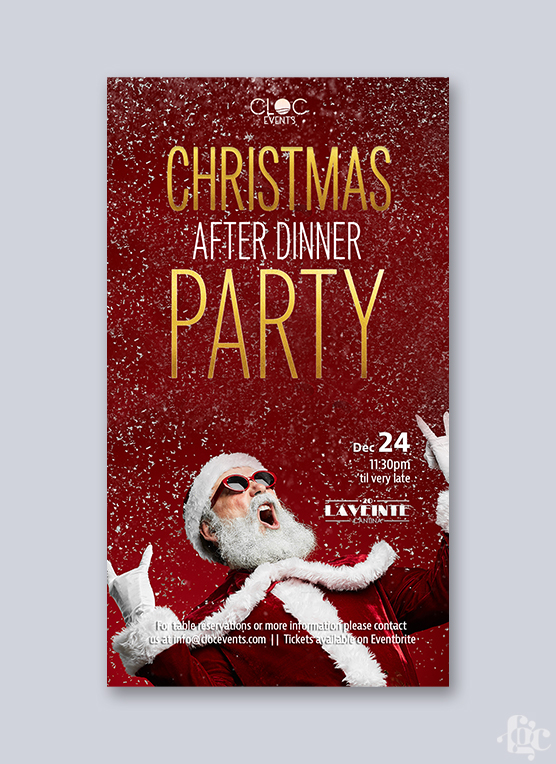 CLOC
EVENTS
CHRISTMAS
AFTER DINNER
PARTY
Dec 24
11:30pm
'til very late
20
LAVEINTE
CANTINA
For table reservations or more information please contact
us at info@clocevents.com || Tickets available on Eventbrite